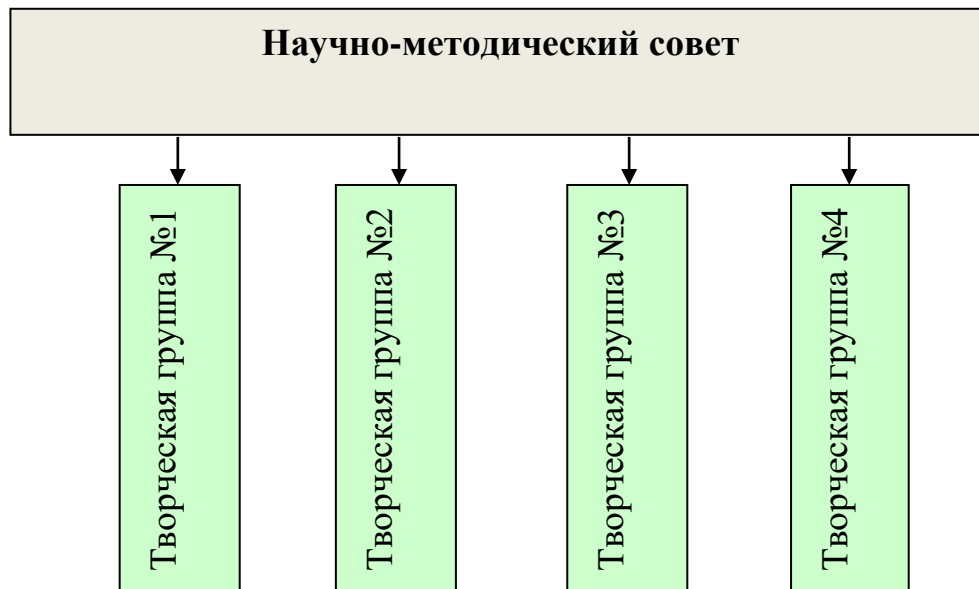 Научно-методический совет
Творческая группа №1
Творческая группа №2
Творческая группа №3
Творческая группа №4